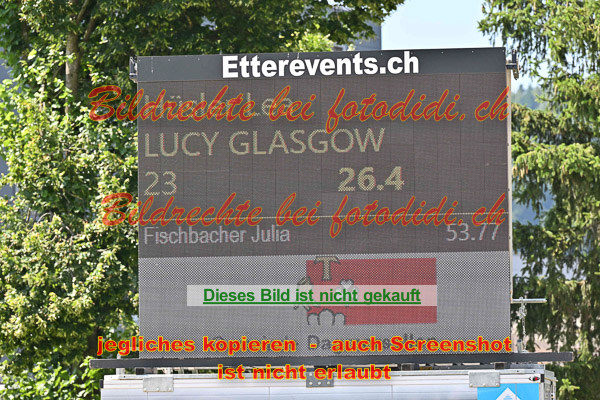 Etterevents.ch
Bildrechte bei fotodidi.ch
LUCY GLASGOW
23 26.4
Bildrechte bei fotodidi.ch
Fischbacher Julia 53.77
T
Dieses Bild ist nicht gekauft
jegliches kopieren - auch Screenshot
ist nicht erlaubt